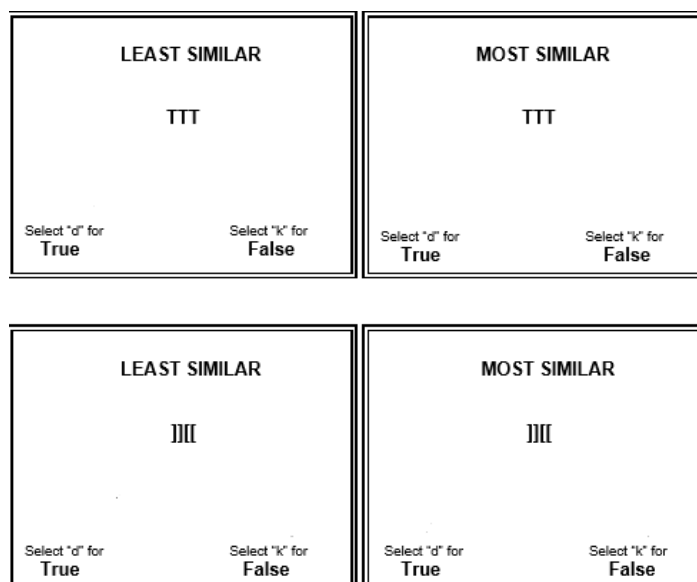 LEAST SIMILAR
TTT
Select "d" for
True
Select "k" for
False
MOST SIMILAR
TTT
Select "d" for
True
Select "k" for
False
LEAST SIMILAR
]][[
Select "d" for
True
Select "k" for
False
MOST SIMILAR
]][[
Select "d" for
True
Select "k" for
False